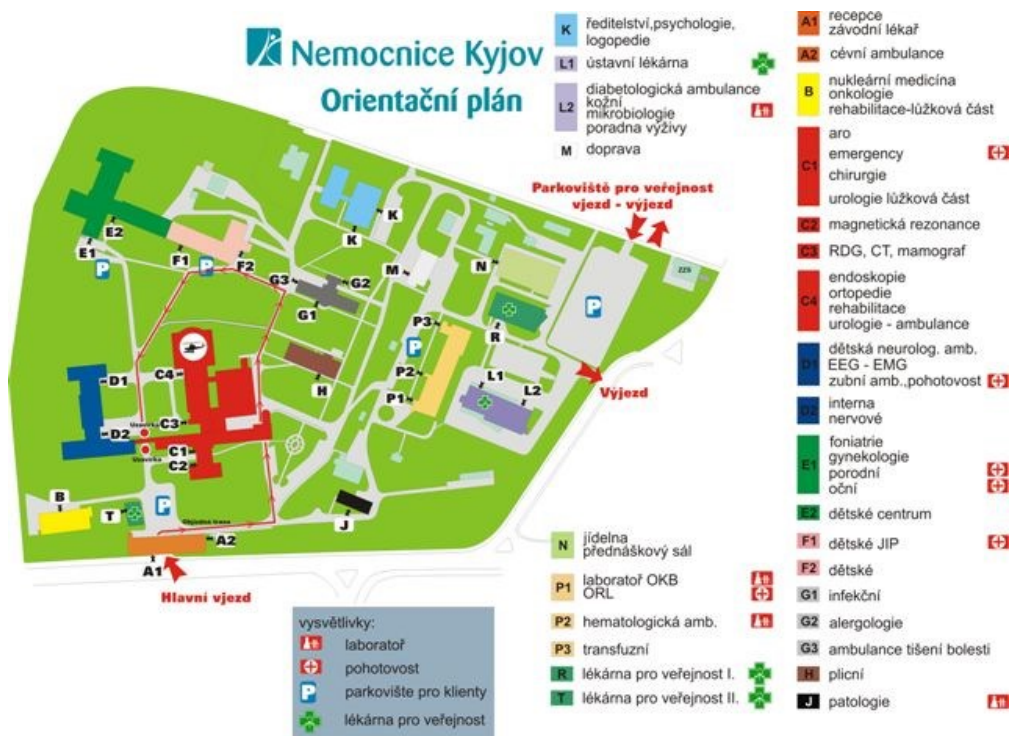 Nemocnice Kyjov
Orientační plán
K ředitelství,psychologie,
logopedie
L1 ústavní lékárna
L2 diabetologická ambulance
kožní
mikrobiologie
poradna výživy
M doprava
A1 recepce
závodní lékař
A2 cévní ambulance
B nukleární medicína
onkologie
rehabilitace-lůžková část
C1 aro
emergency
chirurgie
urologie lůžková část
C2 magnetická rezonance
C3 RDG, CT, mamograf
C4 endoskopie
ortopedie
rehabilitace
urologie - ambulance
D1 dětská neurolog. amb.
EEG - EMG
zubní amb.,pohotovost
D2 interna
nervové
E1 foniatrie
gynekologie
porodní
oční
E2 dětské centrum
F1 dětské JIP
F2 dětské
G1 infekční
G2 alergologie
G3 ambulance tišení bolesti
H plicní
J patologie
N jídelna
přednáškový sál
P1 laboratoř OKB
ORL
P2 hematologická amb.
P3 transfuzní
R lékárna pro veřejnost I.
T lékárna pro veřejnost II.
Parkoviště pro veřejnost
vjezd - výjezd
ZZS
E2
E1
P
F1
P
F2
K
K
M
N
G3
G2
G1
P3
P
P2
P1
R
P
L1
L2
Výjezd
H
D1
C4
C3
D2
Uzavírka
Uzavírka
C1
C2
B
T
P
J
Objízdná trasa
A2
A1
Hlavní vjezd
vysvětlivky:
laboratoř
pohotovost
P parkovište pro klienty
lékárna pro veřejnost